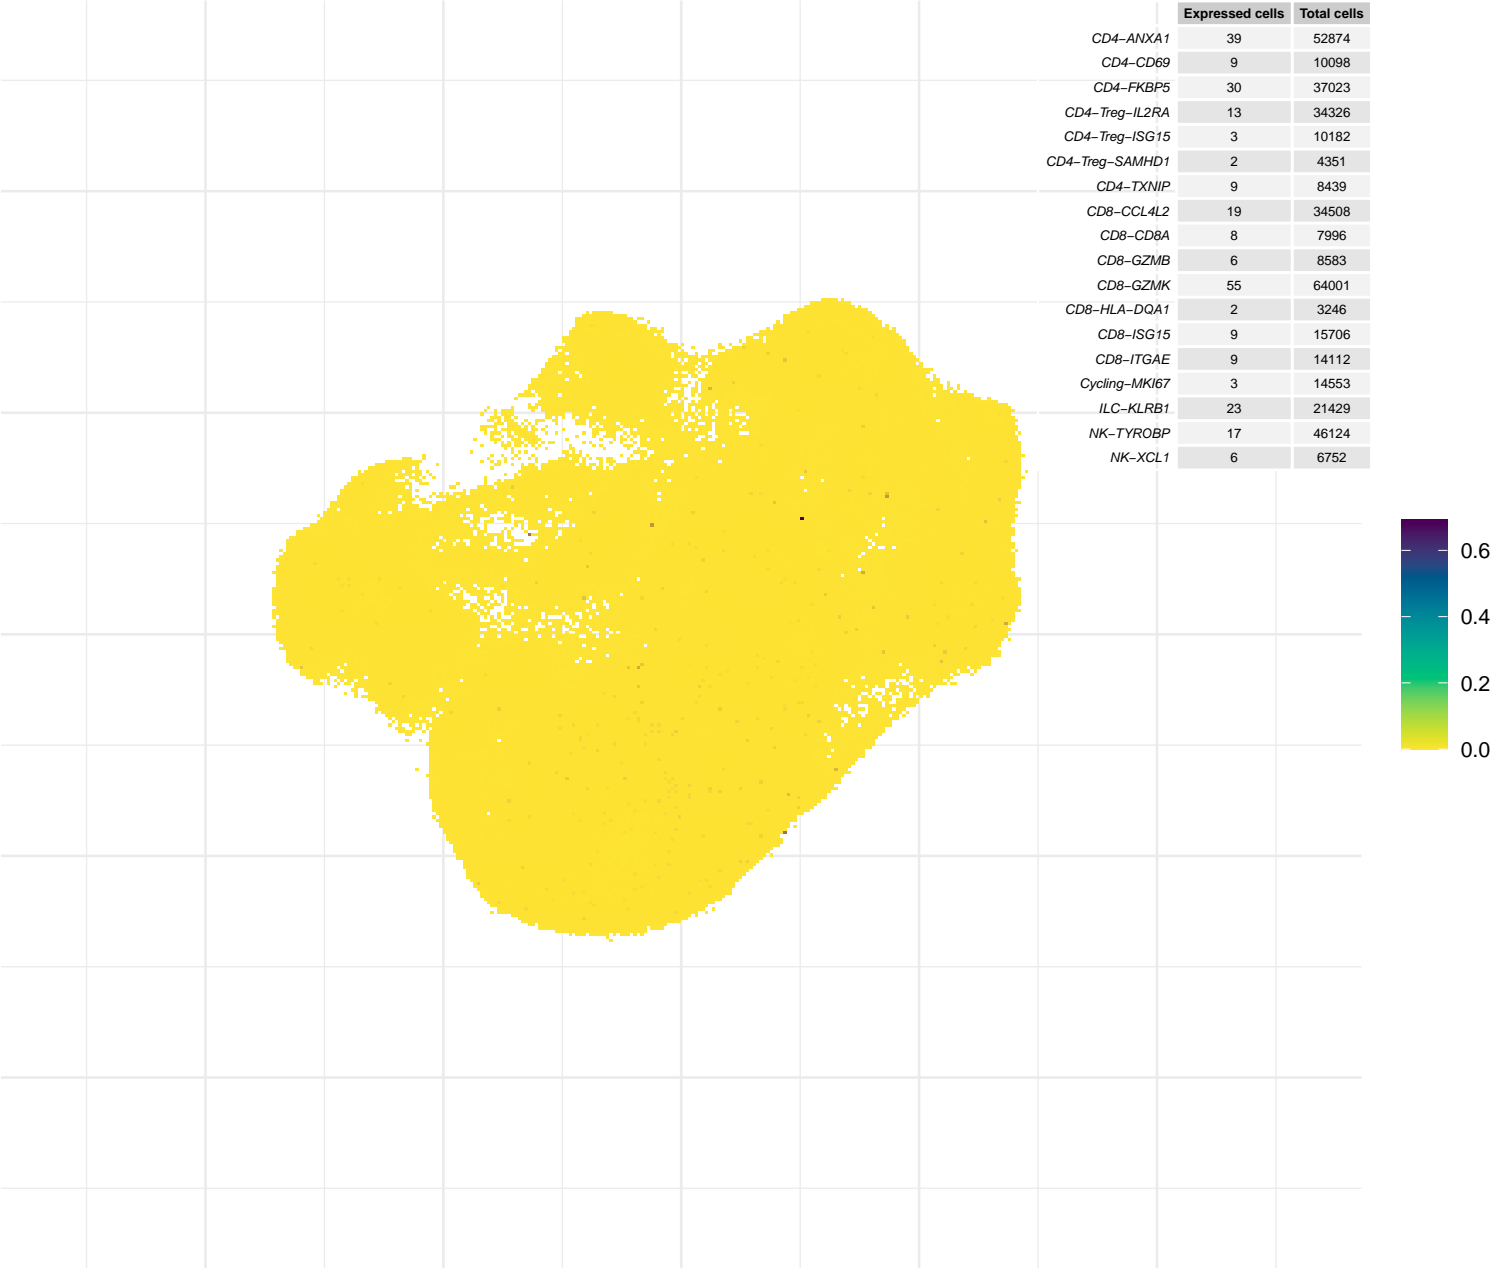 Expressed cells Total cells
CD4−ANXA1 39 52874
CD4−CD69 9 10098
CD4−FKBP5 30 37023
CD4−Treg−IL2RA 13 34326
CD4−Treg−ISG15 3 10182
CD4−Treg−SAMHD1 2 4351
CD4−TXNIP 9 8439
CD8−CCL4L2 19 34508
CD8−CD8A 8 7996
CD8−GZMB 6 8583
CD8−GZMK 55 64001
CD8−HLA−DQA1 2 3246
CD8−ISG15 9 15706
CD8−ITGAE 9 14112
Cycling−MKI67 3 14553
ILC−KLRB1 23 21429
NK−TYROBP 17 46124
NK−XCL1 6 6752
0.6
0.4
0.2
0.0